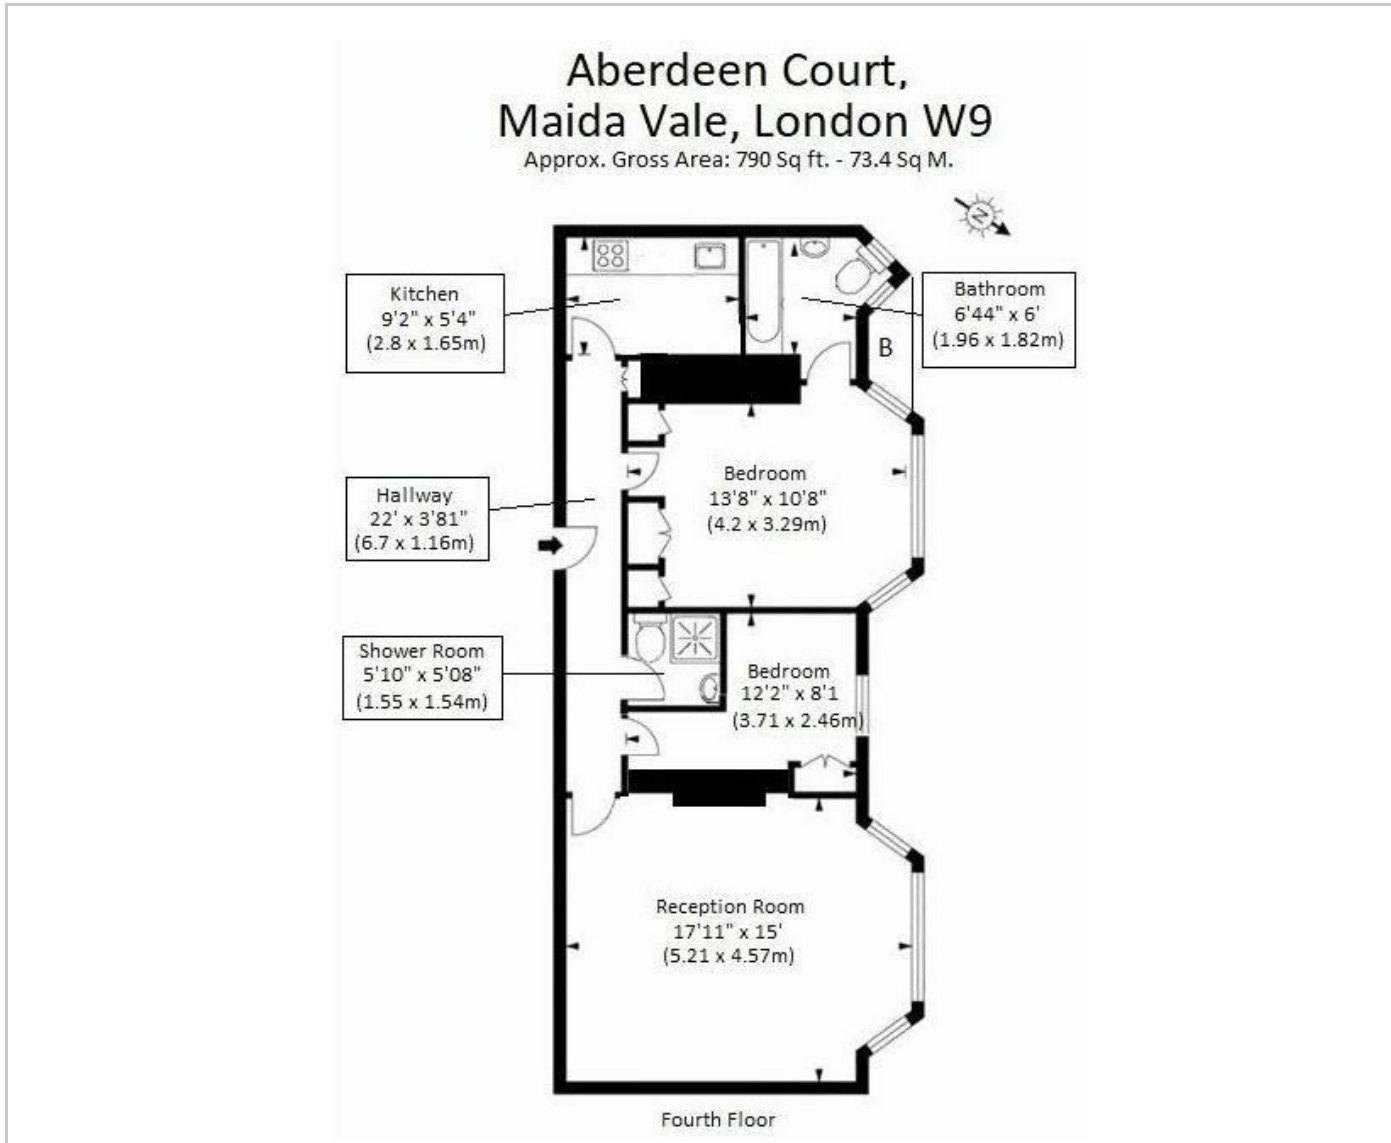 Aberdeen Court,
Maida Vale, London W9
Approx. Gross Area: 790 Sq ft. - 73.4 Sq M.
N
Kitchen
9'2" x 5'4"
(2.8 x 1.65m)
Bathroom
6'44" x 6'
(1.96 x 1.82m)
B
Bedroom
13'8" x 10'8"
(4.2 x 3.29m)
Hallway
22' x 3'81"
(6.7 x 1.16m)
Shower Room
5'10" x 5'08"
(1.55 x 1.54m)
Bedroom
12'2" x 8'1
(3.71 x 2.46m)
Reception Room
17'11" x 15'
(5.21 x 4.57m)
Fourth Floor